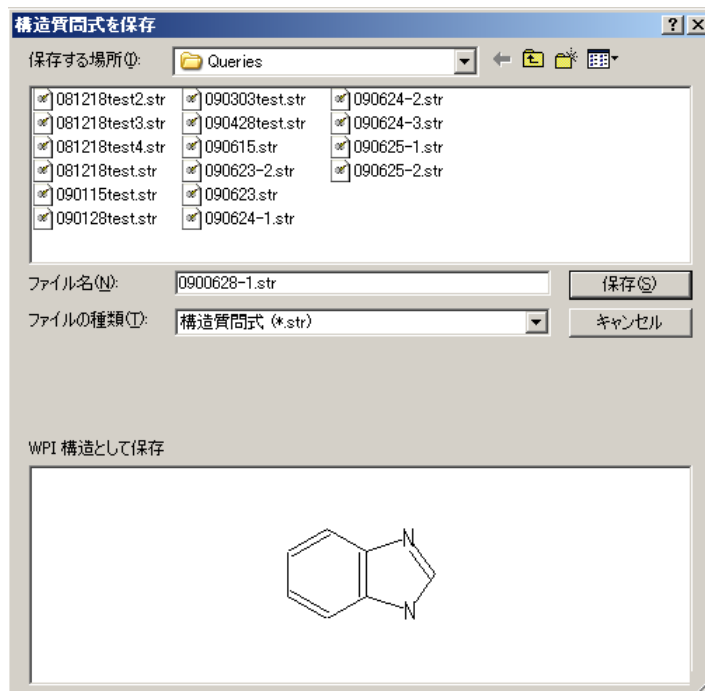 構造質問式を保存
保存する場所(I):
Queries
081218test2.str 090303test.str 090624-2.str
081218test3.str 090428test.str 090624-3.str
081218test4.str 090615.str 090625-1.str
081218test.str 090623-2.str 090625-2.str
090115test.str 090623.str
090128test.str 090624-1.str
ファイル名(N): 0900628-1.str 保存(S)
ファイルの種類(T): 構造質問式 (*.str) キャンセル
WPI 構造として保存
N
N